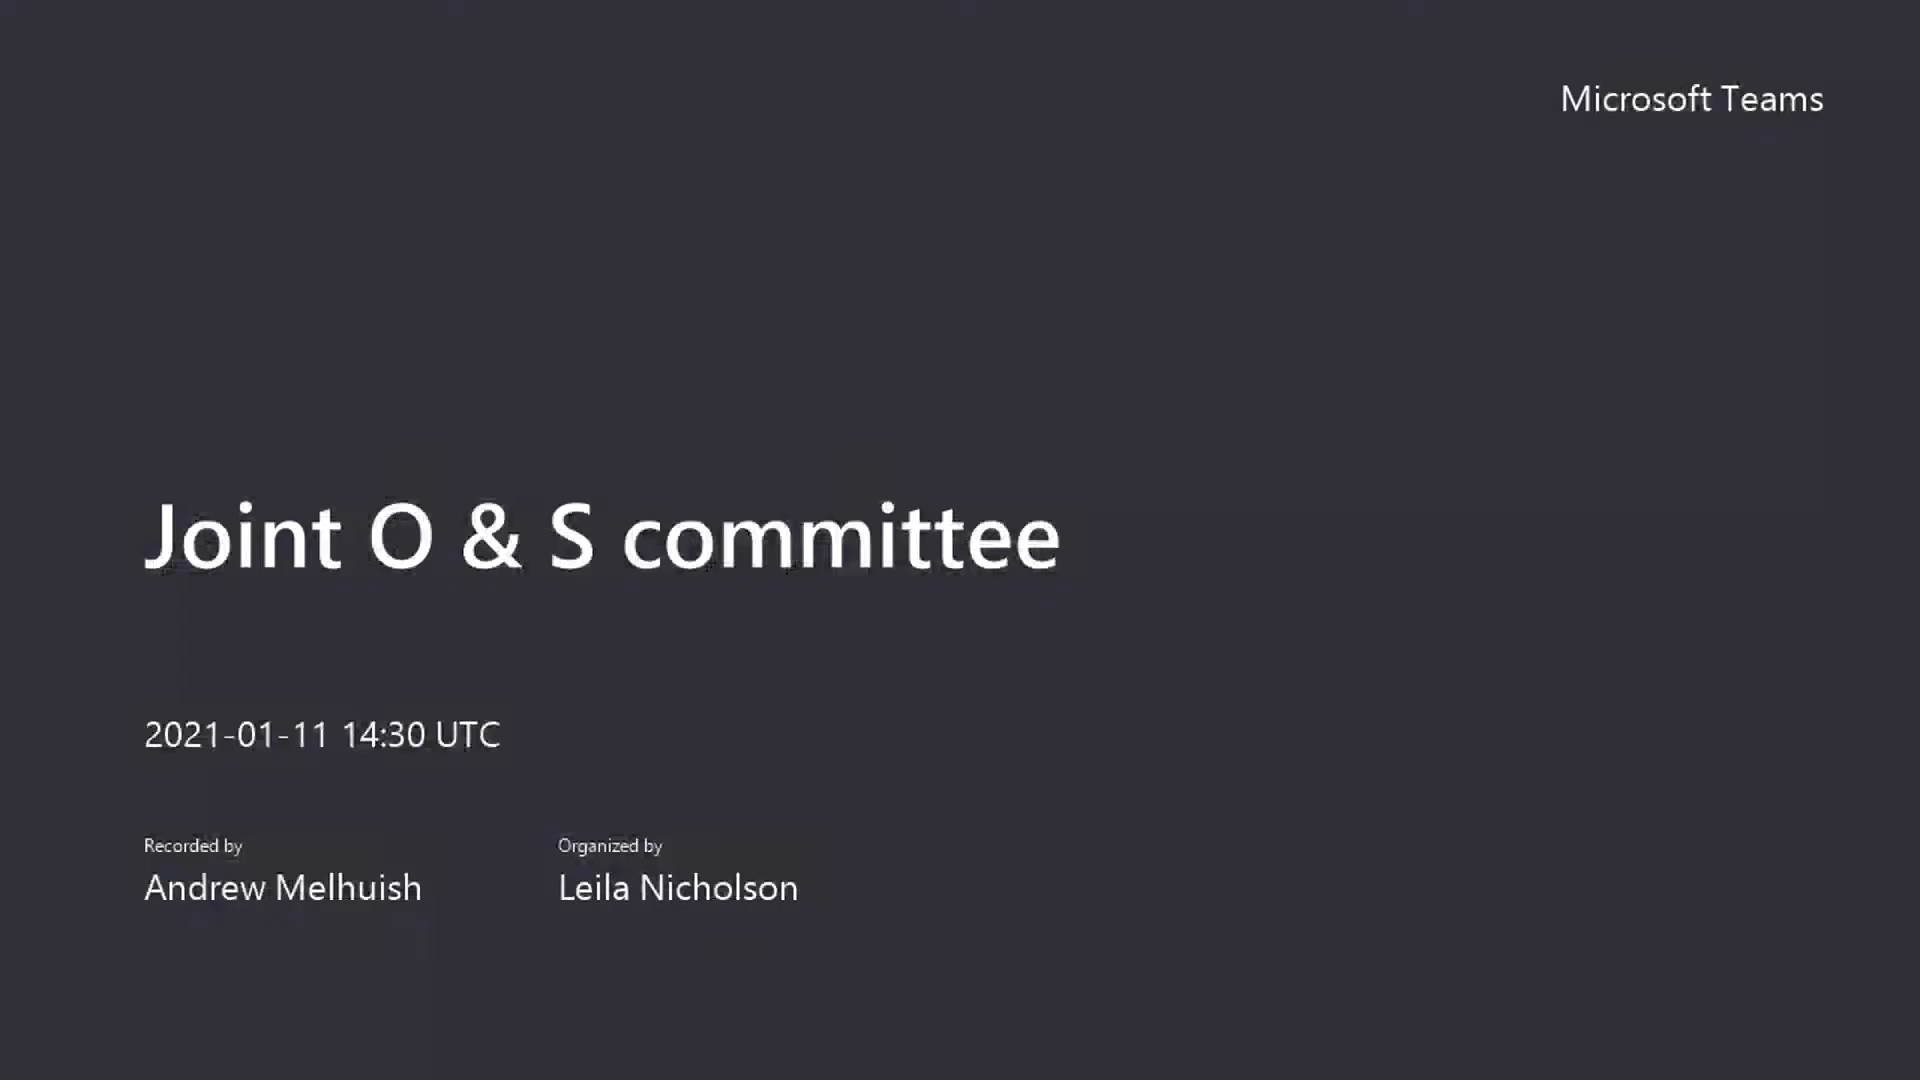 Microsoft Teams
Joint O & S committee
2021-01-11 14:30 UTC
Recorded by
Andrew Melhuish
Organized by
Leila Nicholson